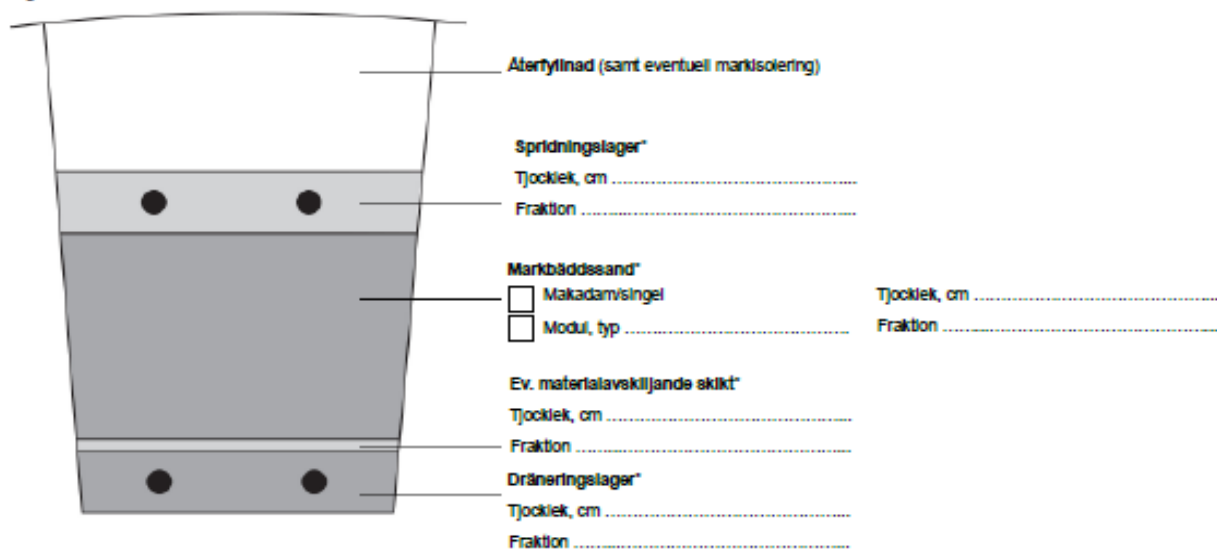 Återfyllnad (samt eventuell markisolering)
Spridningslager*
Tjocklek, cm ......................................................
Fraktion ......................................................
Markbäddssand*
Makadam/singel
Tjocklek, cm ......................................................
Modul, typ ......................................................
Fraktion ......................................................
Ev. materialavskiljande skikt*
Tjocklek, cm ......................................................
Fraktion ......................................................
Dräneringslager*
Tjocklek, cm ......................................................
Fraktion ......................................................